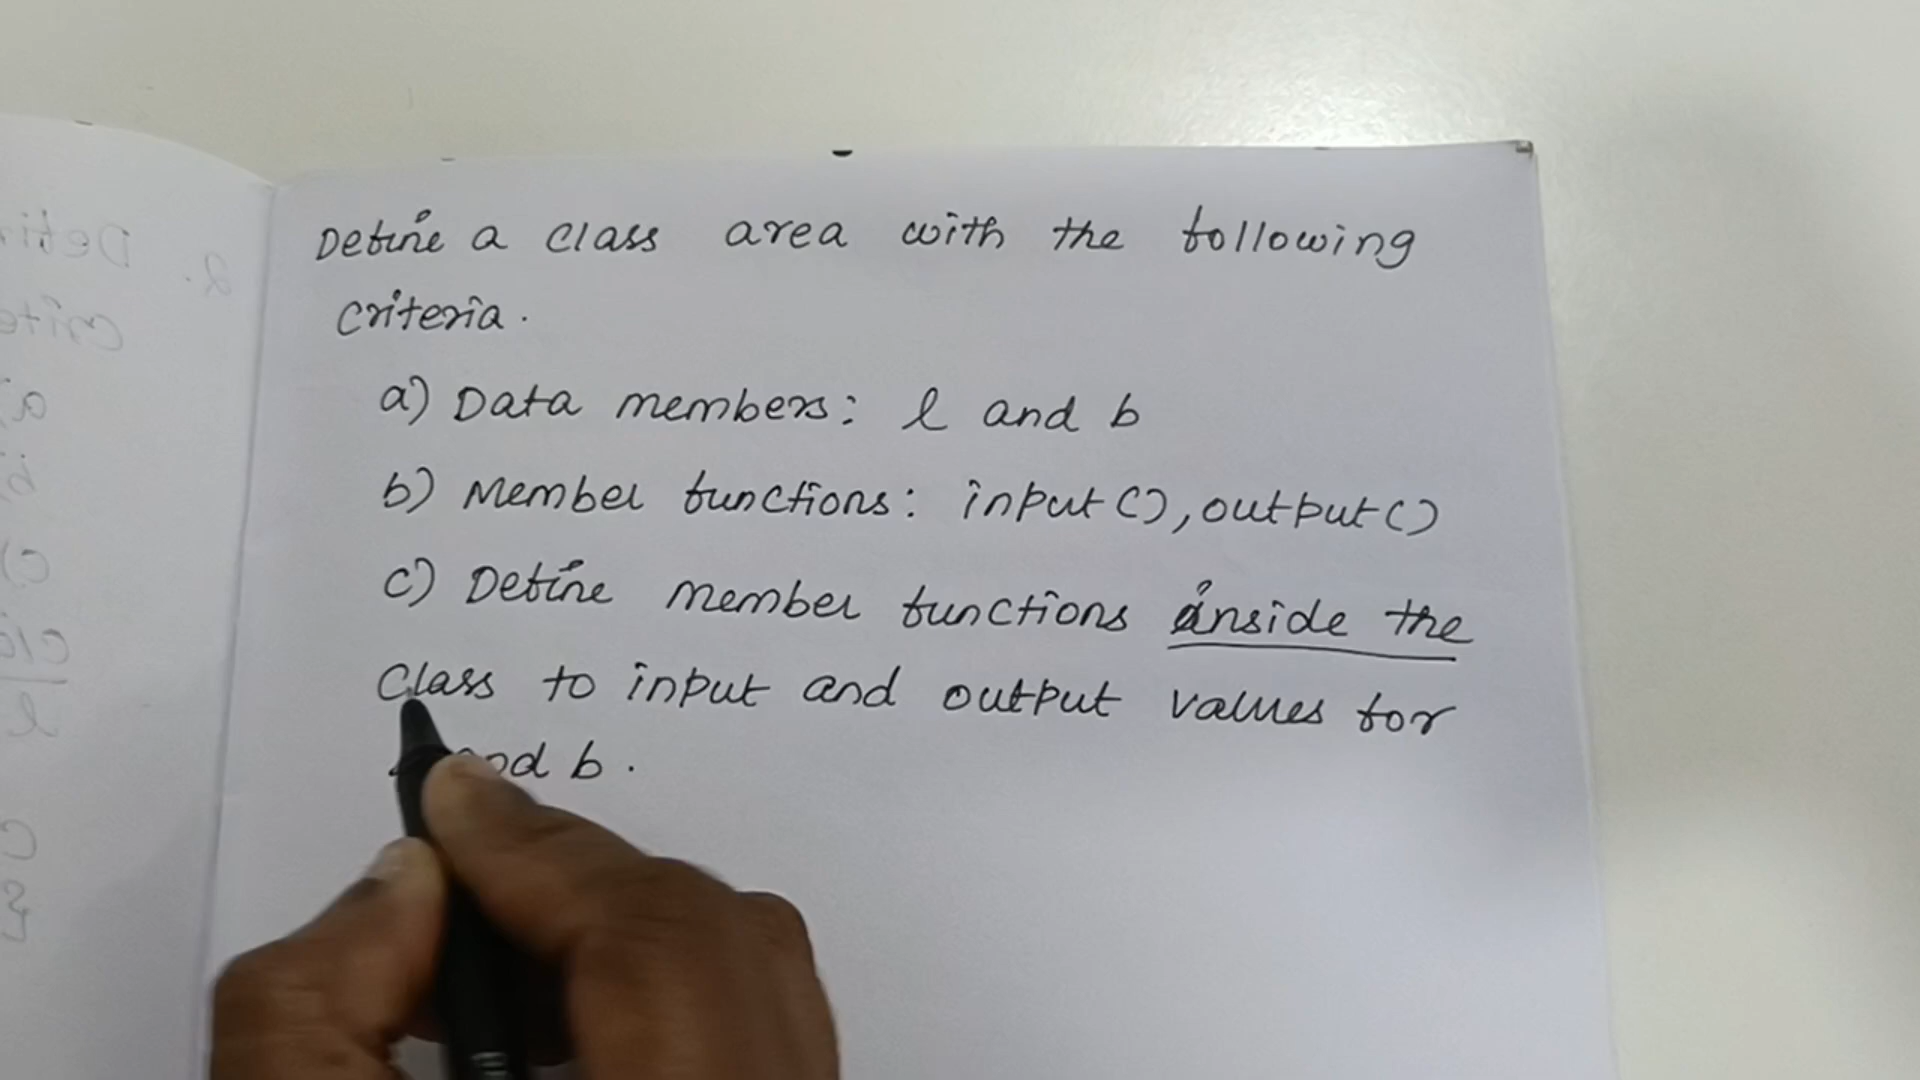 Define a class area with the following
criteria.
a) Data members: l and b
b) Member functions: input(), output()
c) Define member functions inside the
class to input and output values for
and b.